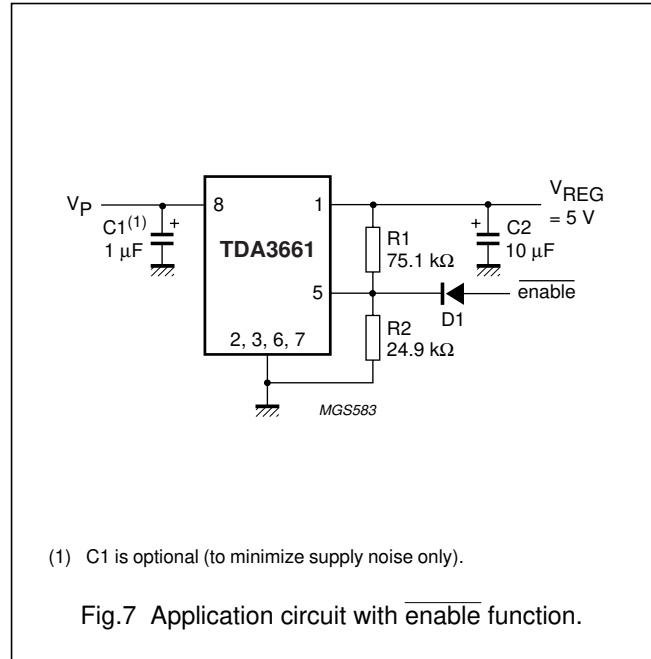 VP
C1(1)
1 μF
+
8
1
TDA3661
5
2, 3, 6, 7
R1
75.1 kΩ
R2
24.9 kΩ
+
C2
10 μF
VREG
= 5 V
D1
enable
MGS583
(1) C1 is optional (to minimize supply noise only).
Fig.7 Application circuit with enable function.